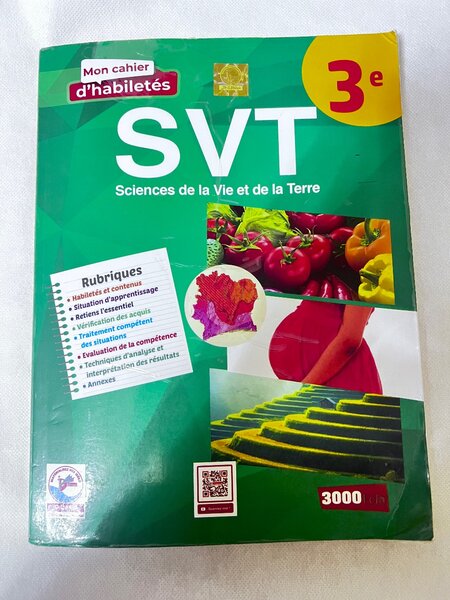 Mon cahier
d'habiletés
3e
SVT
Sciences de la Vie et de la Terre
Rubriques
• Habiletés et contenus
• Situation d'apprentissage
• Retiens l'essentiel
• Vérification des acquis
• Traitement compétent
des situations
• Evaluation de la compétence
• Techniques d'analyse et
interprétation des résultats
• Annexes
3000